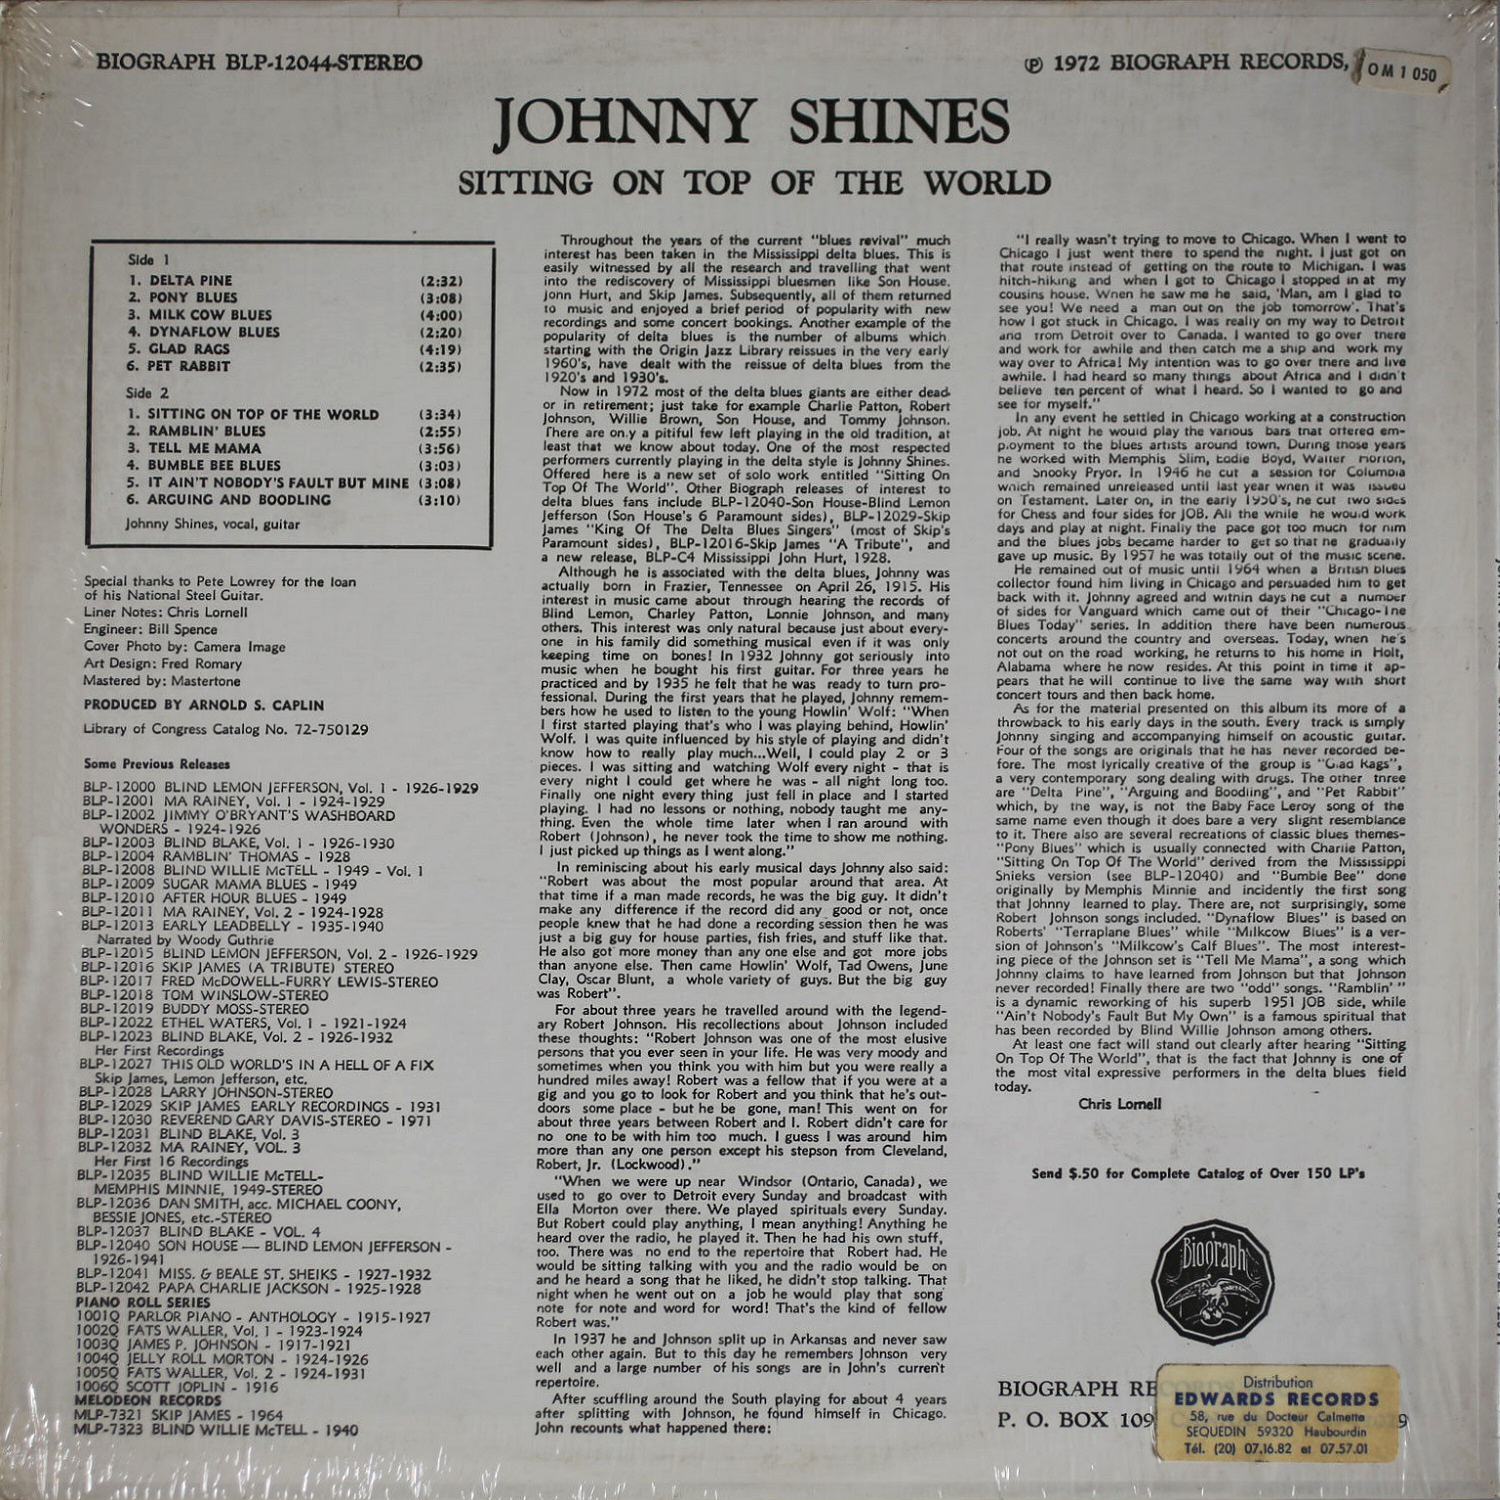 BIOGRAPH BLP-12044-STEREO
℗ 1972 BIOGRAPH RECORDS,
OM 1 050
JOHNNY SHINES
SITTING ON TOP OF THE WORLD
Side 1
1. DELTA PINE (2:32)
2. PONY BLUES (3:08)
3. MILK COW BLUES (4:00)
4. DYNAFLOW BLUES (2:20)
5. GLAD RAGS (4:19)
6. PET RABBIT (2:35)
Side 2
1. SITTING ON TOP OF THE WORLD (3:34)
2. RAMBLIN' BLUES (2:55)
3. TELL ME MAMA (3:56)
4. BUMBLE BEE BLUES (3:03)
5. IT AIN'T NOBODY'S FAULT BUT MINE (3:08)
6. ARGUING AND BOODLING (3:10)
Johnny Shines, vocal, guitar
Special thanks to Pete Lowrey for the loan
of his National Steel Guitar.
Liner Notes: Chris Lornell
Engineer: Bill Spence
Cover Photo by: Camera Image
Art Design: Fred Romary
Mastered by: Mastertone
PRODUCED BY ARNOLD S. CAPLIN
Library of Congress Catalog No. 72-750129
Some Previous Releases
BLP-12000 BLIND LEMON JEFFERSON, Vol. 1 - 1926-1929
BLP-12001 MA RAINEY, Vol. 1 - 1924-1929
BLP-12002 JIMMY O'BRYANT'S WASHBOARD
WONDERS - 1924-1926
BLP-12003 BLIND BLAKE, Vol. 1 - 1926-1930
BLP-12004 RAMBLIN' THOMAS - 1928
BLP-12008 BLIND WILLIE McTELL - 1949 - Vol. 1
BLP-12009 SUGAR MAMA BLUES - 1949
BLP-12010 AFTER HOUR BLUES - 1949
BLP-12011 MA RAINEY, Vol. 2 - 1924-1928
BLP-12013 EARLY LEADBELLY - 1935-1940
Narrated by Woody Guthrie
BLP-12015 BLIND LEMON JEFFERSON, Vol. 2 - 1926-1929
BLP-12016 SKIP JAMES (A TRIBUTE) STEREO
BLP-12017 FRED McDOWELL-FURRY LEWIS-STEREO
BLP-12018 TOM WINSLOW-STEREO
BLP-12019 BUDDY MOSS-STEREO
BLP-12022 ETHEL WATERS, Vol. 1 - 1921-1924
BLP-12023 BLIND BLAKE, Vol. 2 - 1926-1932
Her First Recordings
BLP-12027 THIS OLD WORLD'S IN A HELL OF A FIX
Skip James, Lemon Jefferson, etc.
BLP-12028 LARRY JOHNSON-STEREO
BLP-12029 SKIP JAMES EARLY RECORDINGS - 1931
BLP-12030 REVEREND GARY DAVIS-STEREO - 1971
BLP-12031 BLIND BLAKE, Vol. 3
BLP-12032 MA RAINEY, VOL. 3
Her First 16 Recordings
BLP-12035 BLIND WILLIE McTELL-
MEMPHIS MINNIE, 1949-STEREO
BLP-12036 DAN SMITH, acc. MICHAEL COONY,
BESSIE JONES, etc.-STEREO
BLP-12037 BLIND BLAKE - VOL. 4
BLP-12040 SON HOUSE — BLIND LEMON JEFFERSON -
1926-1941
BLP-12041 MISS. & BEALE ST. SHEIKS - 1927-1932
BLP-12042 PAPA CHARLIE JACKSON - 1925-1928
PIANO ROLL SERIES
1001Q PARLOR PIANO - ANTHOLOGY - 1915-1927
1002Q FATS WALLER, Vol. 1 - 1923-1924
1003Q JAMES P. JOHNSON - 1917-1921
1004Q JELLY ROLL MORTON - 1924-1926
1005Q FATS WALLER, Vol. 2 - 1924-1931
1006Q SCOTT JOPLIN - 1916
MELODEON RECORDS
MLP-7321 SKIP JAMES - 1964
MLP-7323 BLIND WILLIE McTELL - 1940
Throughout the years of the current "blues revival" much
interest has been taken in the Mississippi delta blues. This is
easily witnessed by all the research and travelling that went
into the rediscovery of Mississippi bluesmen like Son House,
John Hurt, and Skip James. Subsequently, all of them returned
to music and enjoyed a brief period of popularity with new
recordings and some concert bookings. Another example of the
popularity of delta blues is the number of albums which
starting with the Origin Jazz Library reissues in the very early
1960's, have dealt with the reissue of delta blues from the
1920's and 1930's.
Now in 1972 most of the delta blues giants are either dead
or in retirement; just take for example Charlie Patton, Robert
Johnson, Willie Brown, Son House, and Tommy Johnson.
There are only a pitiful few left playing in the old tradition, at
least that we know about today. One of the most respected
performers currently playing in the delta style is Johnny Shines.
Offered here is a new set of solo work entitled "Sitting On
Top Of The World". Other Biograph releases of interest to
delta blues fans include BLP-12040-Son House-Blind Lemon
Jefferson (Son House's 6 Paramount sides), BLP-12029-Skip
James "King Of The Delta Blues Singers" (most of Skip's
Paramount sides), BLP-12016-Skip James "A Tribute", and
a new release, BLP-C4 Mississippi John Hurt, 1928.
Although he is associated with the delta blues, Johnny was
actually born in Frazier, Tennessee on April 26, 1915. His
interest in music came about through hearing the records of
Blind Lemon, Charley Patton, Lonnie Johnson, and many
others. This interest was only natural because just about every-
one in his family did something musical even if it was only
keeping time on bones! In 1932 Johnny got seriously into
music when he bought his first guitar. For three years he
practiced and by 1935 he felt that he was ready to turn pro-
fessional. During the first years that he played, Johnny remem-
bers how he used to listen to the young Howlin' Wolf: "When
I first started playing that's who I was playing behind, Howlin'
Wolf. I was quite influenced by his style of playing and didn't
know how to really play much...Well, I could play 2 or 3
pieces. I was sitting and watching Wolf every night - that is
every night I could get where he was - all night long too.
Finally one night every thing just fell in place and I started
playing. I had no lessons or nothing, nobody taught me any-
thing. Even the whole time later when I ran around with
Robert (Johnson), he never took the time to show me nothing.
I just picked up things as I went along."
In reminiscing about his early musical days Johnny also said:
"Robert was about the most popular around that area. At
that time if a man made records, he was the big guy. It didn't
make any difference if the record did any good or not, once
people knew that he had done a recording session then he was
just a big guy for house parties, fish fries, and stuff like that.
He also got more money than any one else and got more jobs
than anyone else. Then came Howlin' Wolf, Tad Owens, June
Clay, Oscar Blunt, a whole variety of guys. But the big guy
was Robert".
For about three years he travelled around with the legend-
ary Robert Johnson. His recollections about Johnson included
these thoughts: "Robert Johnson was one of the most elusive
persons that you ever seen in your life. He was very moody and
sometimes when you think you with him but you were really a
hundred miles away! Robert was a fellow that if you were at a
gig and you go to look for Robert and you think that he's out-
doors some place - but he be gone, man! This went on for
about three years between Robert and I. Robert didn't care for
no one to be with him too much. I guess I was around him
more than any one person except his stepson from Cleveland,
Robert, Jr. (Lockwood)."
"When we were up near Windsor (Ontario, Canada), we
used to go over to Detroit every Sunday and broadcast with
Ella Morton over there. We played spirituals every Sunday.
But Robert could play anything, I mean anything! Anything he
heard over the radio, he played it. Then he had his own stuff,
too. There was no end to the repertoire that Robert had. He
would be sitting talking with you and the radio would be on
and he heard a song that he liked, he didn't stop talking. That
night when he went out on a job he would play that song
note for note and word for word! That's the kind of fellow
Robert was."
In 1937 he and Johnson split up in Arkansas and never saw
each other again. But to this day he remembers Johnson very
well and a large number of his songs are in John's current
repertoire.
After scuffling around the South playing for about 4 years
after splitting with Johnson, he found himself in Chicago.
John recounts what happened there:
"I really wasn't trying to move to Chicago. When I went to
Chicago I just went there to spend the night. I just got on
that route instead of getting on the route to Michigan. I was
hitch-hiking and when I got to Chicago I stopped in at my
cousins house. When he saw me he said, 'Man, am I glad to
see you! We need a man out on the job tomorrow'. That's
how I got stuck in Chicago. I was really on my way to Detroit
and from Detroit over to Canada. I wanted to go over there
and work for awhile and then catch me a ship and work my
way over to Africa! My intention was to go over there and live
awhile. I had heard so many things about Africa and I didn't
believe ten percent of what I heard. So I wanted to go and
see for myself."
In any event he settled in Chicago working at a construction
job. At night he would play the various bars that offered em-
ployment to the blues artists around town. During those years
he worked with Memphis Slim, Eddie Boyd, Walter Horton,
and Snooky Pryor. In 1946 he cut a session for Columbia
which remained unreleased until last year when it was issued
on Testament. Later on, in the early 1950's, he cut two sides
for Chess and four sides for JOB. All the while he would work
days and play at night. Finally the pace got too much for him
and the blues jobs became harder to get so that he gradually
gave up music. By 1957 he was totally out of the music scene.
He remained out of music until 1964 when a British blues
collector found him living in Chicago and persuaded him to get
back with it. Johnny agreed and within days he cut a number
of sides for Vanguard which came out of their "Chicago-The
Blues Today" series. In addition there have been numerous
concerts around the country and overseas. Today, when he's
not out on the road working, he returns to his home in Holt,
Alabama where he now resides. At this point in time it ap-
pears that he will continue to live the same way with short
concert tours and then back home.
As for the material presented on this album its more of a
throwback to his early days in the south. Every track is simply
Johnny singing and accompanying himself on acoustic guitar.
Four of the songs are originals that he has never recorded be-
fore. The most lyrically creative of the group is "Glad Rags",
a very contemporary song dealing with drugs. The other three
are "Delta Pine", "Arguing and Boodling", and "Pet Rabbit"
which, by the way, is not the Baby Face Leroy song of the
same name even though it does bare a very slight resemblance
to it. There also are several recreations of classic blues themes-
"Pony Blues" which is usually connected with Charlie Patton,
"Sitting On Top Of The World" derived from the Mississippi
Shieks version (see BLP-12040) and "Bumble Bee" done
originally by Memphis Minnie and incidently the first song
that Johnny learned to play. There are, not surprisingly, some
Robert Johnson songs included. "Dynaflow Blues" is based on
Roberts' "Terraplane Blues" while "Milkcow Blues" is a ver-
sion of Johnson's "Milkcow's Calf Blues". The most interest-
ing piece of the Johnson set is "Tell Me Mama", a song which
Johnny claims to have learned from Johnson but that Johnson
never recorded! Finally there are two "odd" songs. "Ramblin' "
is a dynamic reworking of his superb 1951 JOB side, while
"Ain't Nobody's Fault But My Own" is a famous spiritual that
has been recorded by Blind Willie Johnson among others.
At least one fact will stand out clearly after hearing "Sitting
On Top Of The World", that is the fact that Johnny is one of
the most vital expressive performers in the delta blues field
today.
Chris Lornell
Send $.50 for Complete Catalog of Over 150 LP's
Biograph
BIOGRAPH RE
P. O. BOX 109 9
Distribution
EDWARDS RECORDS
58, rue du Docteur Calmette
SEQUEDIN 59320 Haubourdin
Tél. (20) 07.16.82 et 07.57.01